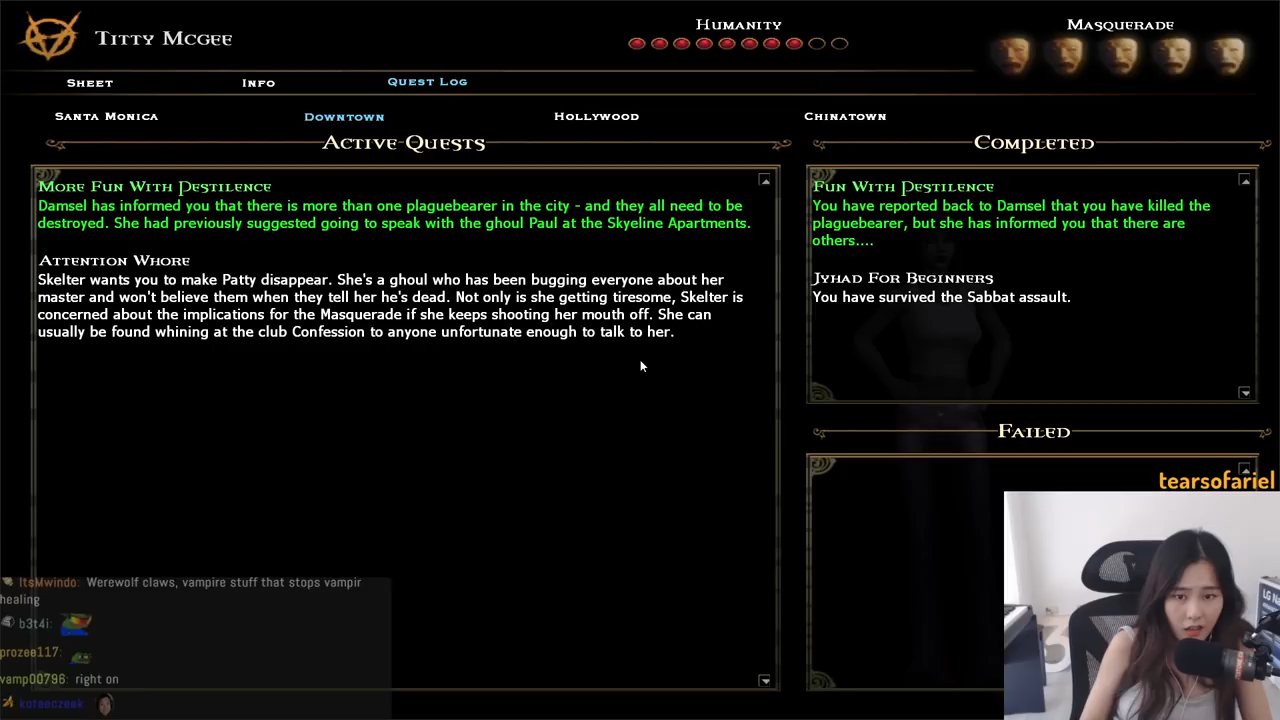 Titty Mcgee
Humanity
Masquerade
Sheet
Info
Quest Log
Santa Monica
Downtown
Hollywood
Chinatown
Active Quests
Completed
More Fun With Pestilence
Damsel has informed you that there is more than one plaguebearer in the city - and they all need to be
destroyed. She had previously suggested going to speak with the ghoul Paul at the Skyeline Apartments.
Attention Whore
Skelter wants you to make Patty disappear. She's a ghoul who has been bugging everyone about her
master and won't believe them when they tell her he's dead. Not only is she getting tiresome, Skelter is
concerned about the implications for the Masquerade if she keeps shooting her mouth off. She can
usually be found whining at the club Confession to anyone unfortunate enough to talk to her.
Fun With Pestilence
You have reported back to Damsel that you have killed the
plaguebearer, but she has informed you that there are
others....
Jyhad For Beginners
You have survived the Sabbat assault.
Failed
tearsofariel
ItsMwindo: Werewolf claws, vampire stuff that stops vampir
healing
b3t4i:
prozee117:
vamp00796: right on
koteeczeek